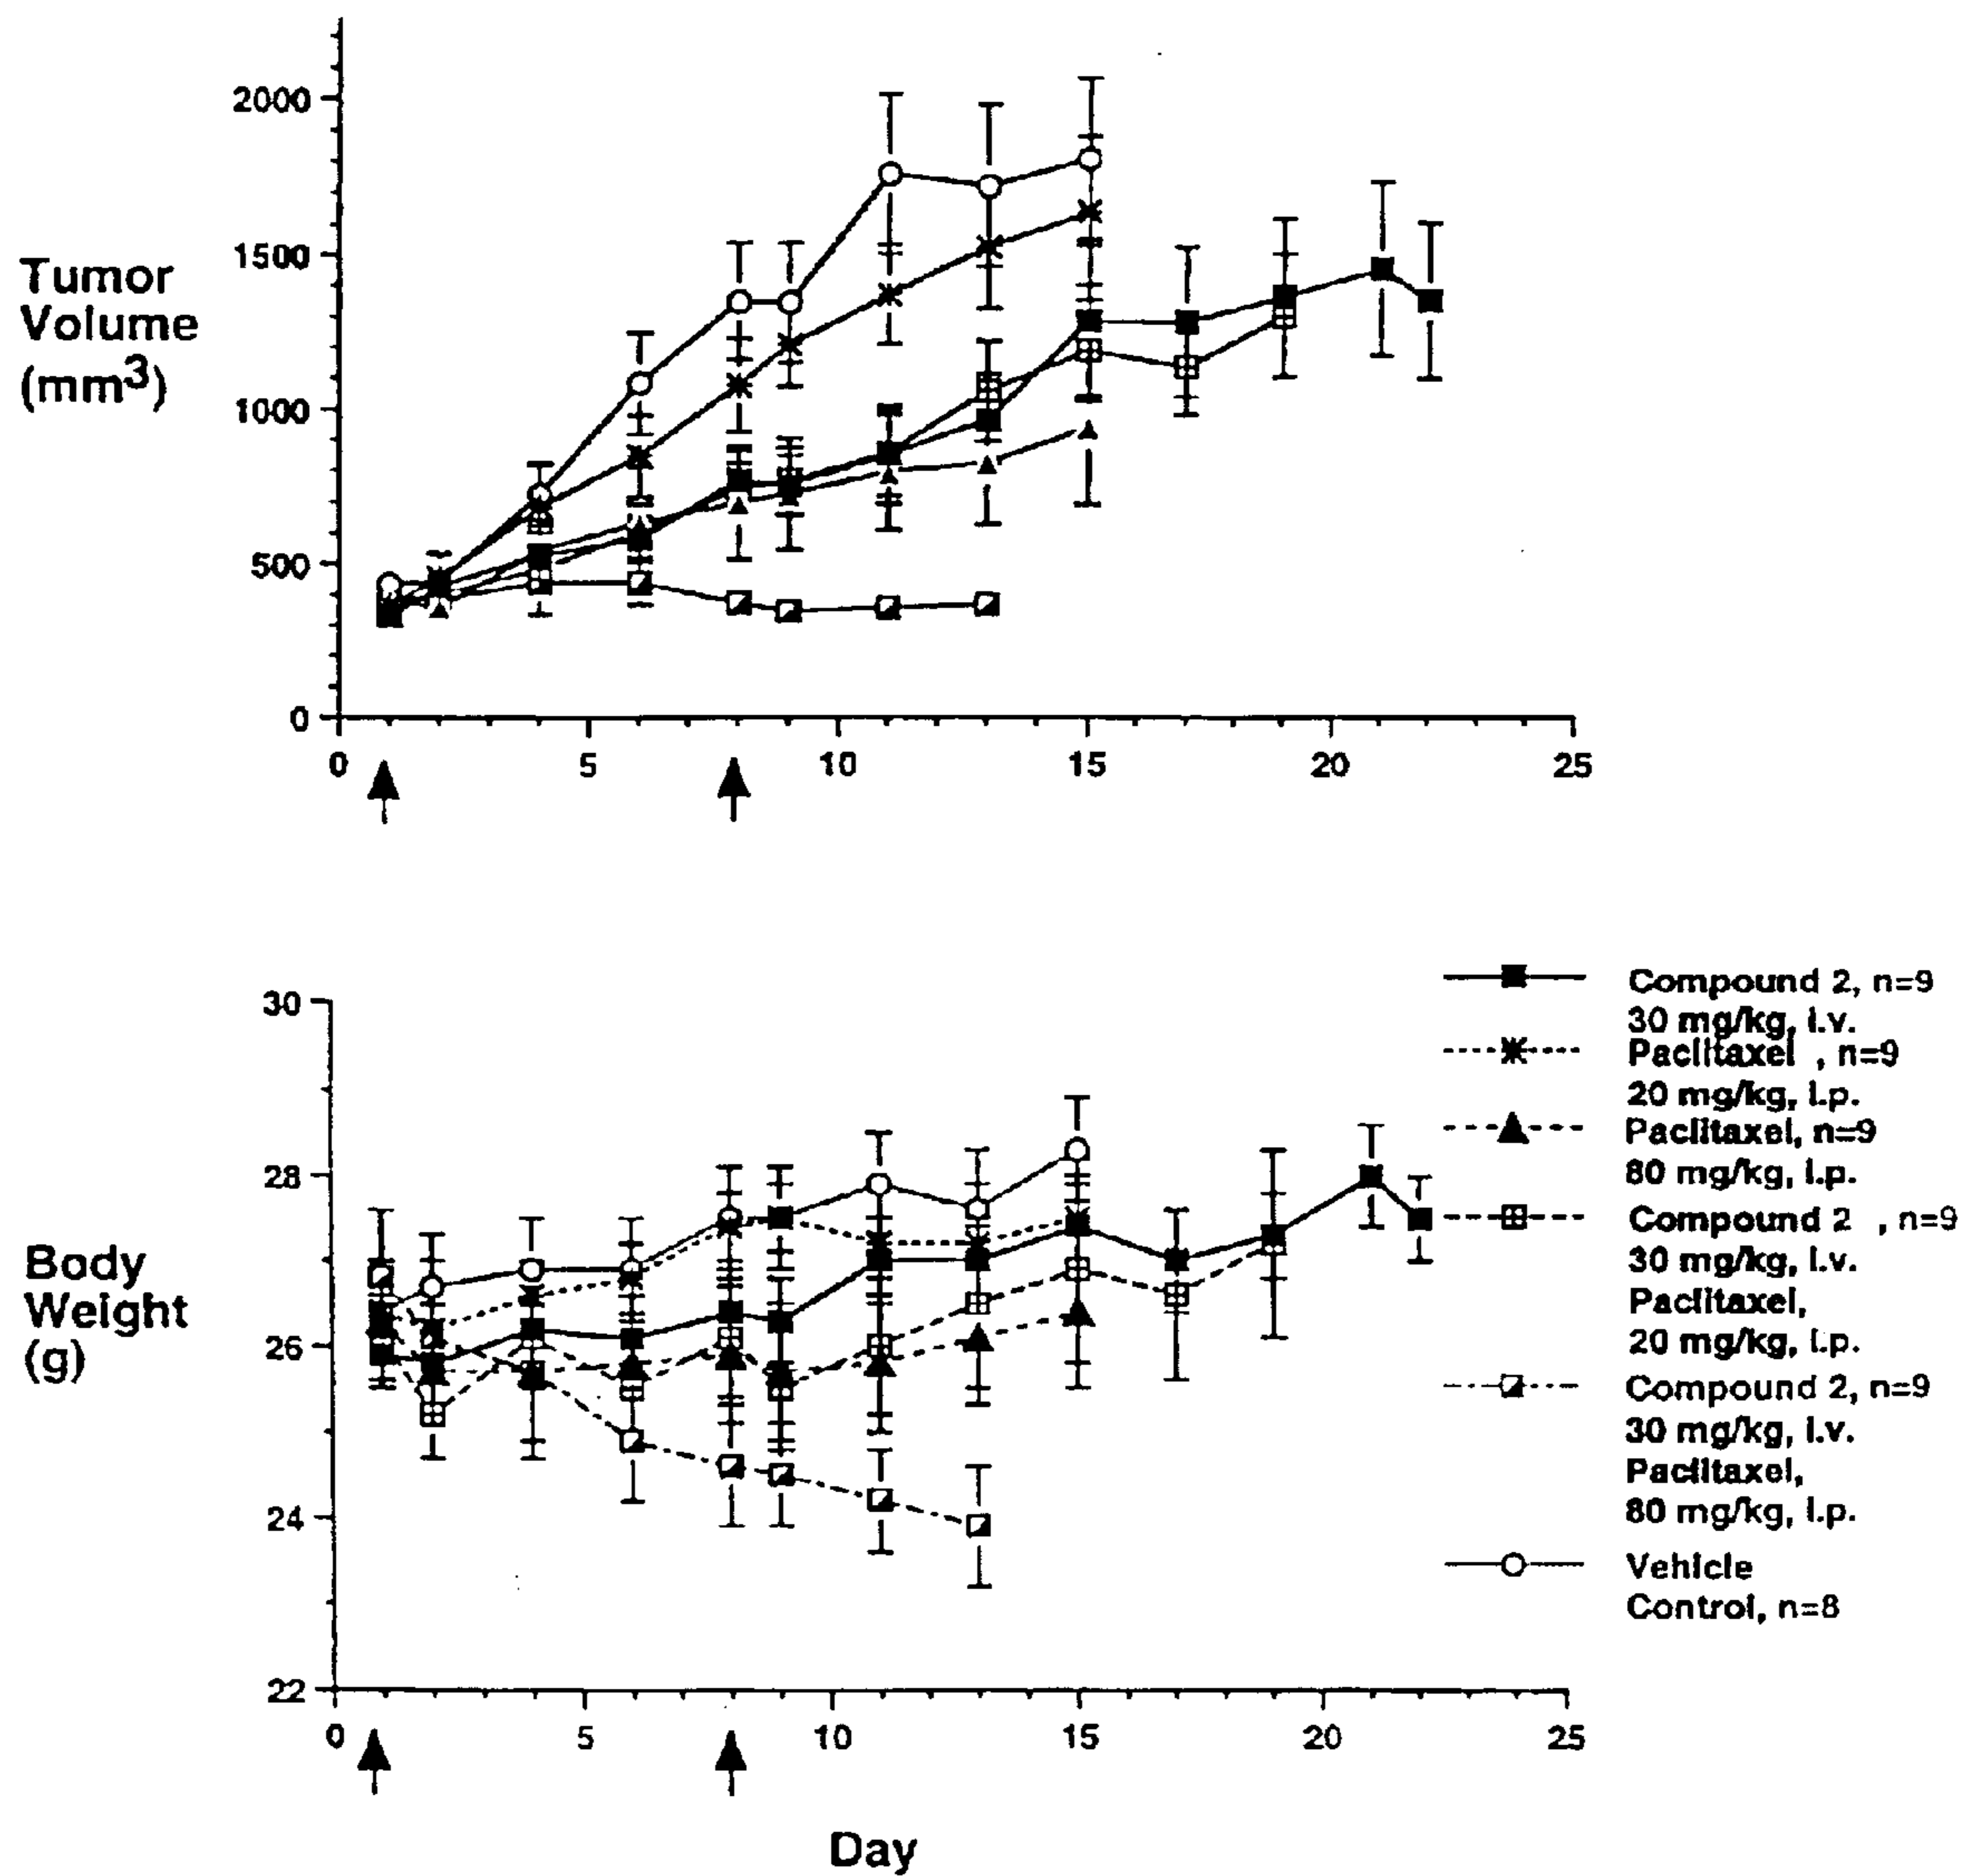 2000
1500
1000
500
0
Tumor
Volume
(mm3)
0 5 10 15 20 25
30
28
26
24
22
Body
Weight
(g)
0 5 10 15 20 25
Day
Compound 2, n=9
30 mg/kg, i.v.
Paclitaxel , n=9
20 mg/kg, i.p.
Paclitaxel, n=9
80 mg/kg, i.p.
Compound 2 , n=9
30 mg/kg, i.v.
Paclitaxel,
20 mg/kg, i.p.
Compound 2, n=9
30 mg/kg, i.v.
Paclitaxel,
80 mg/kg, i.p.
Vehicle
Control, n=8